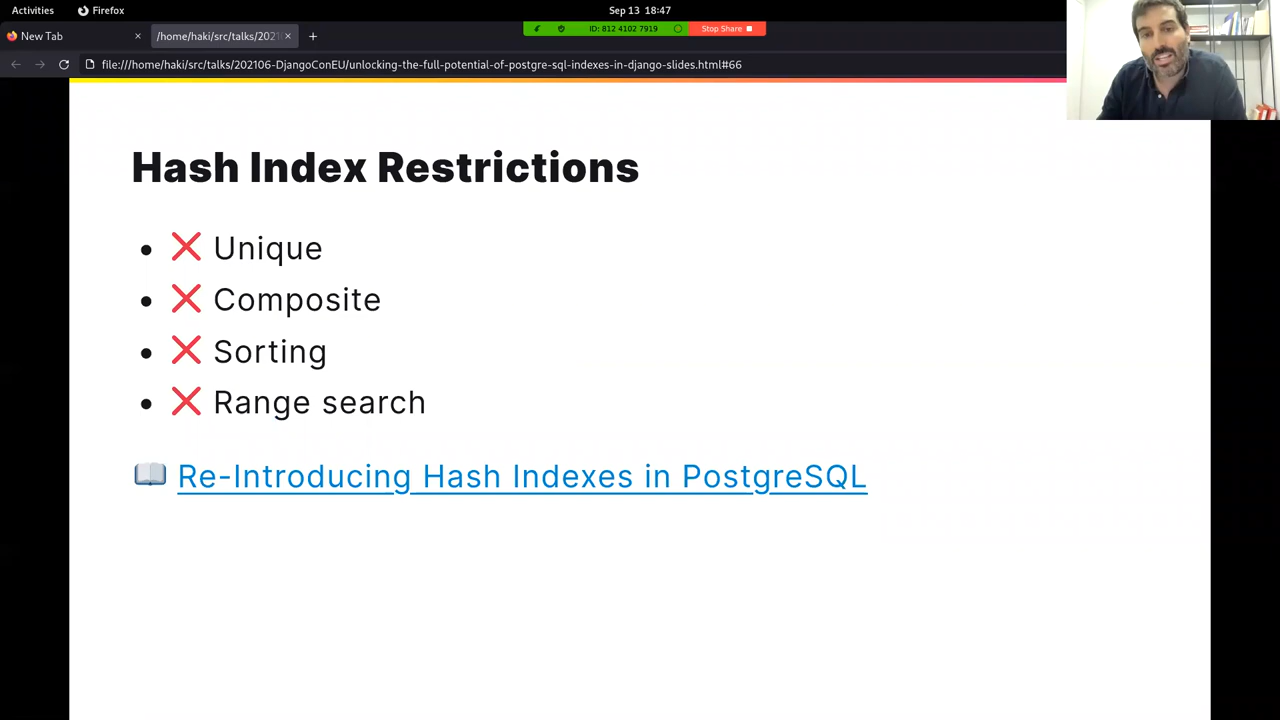 Activities
Firefox
Sep 13 18:47
New Tab
/home/haki/src/talks/2021
ID: 812 4102 7919
Stop Share
file:///home/haki/src/talks/202106-DjangoConEU/unlocking-the-full-potential-of-postgre-sql-indexes-in-django-slides.html#66
Hash Index Restrictions
• ❌ Unique
• ❌ Composite
• ❌ Sorting
• ❌ Range search
📖 Re-Introducing Hash Indexes in PostgreSQL